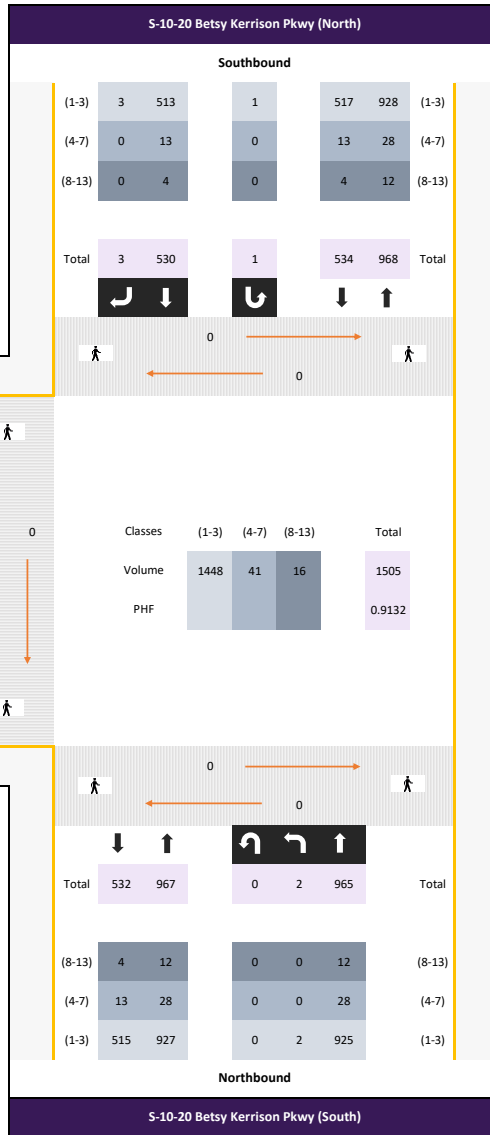 S-10-20 Betsy Kerrison Pkwy (North)
Southbound
(1-3) 3 513 1 517 928 (1-3)
(4-7) 0 13 0 13 28 (4-7)
(8-13) 0 4 0 4 12 (8-13)
Total 3 530 1 534 968 Total
0
0
0
Classes (1-3) (4-7) (8-13) Total
Volume 1448 41 16 1505
PHF 0.9132
0
0
Total 532 967 0 2 965 Total
(8-13) 4 12 0 0 12 (8-13)
(4-7) 13 28 0 0 28 (4-7)
(1-3) 515 927 0 2 925 (1-3)
Northbound
S-10-20 Betsy Kerrison Pkwy (South)